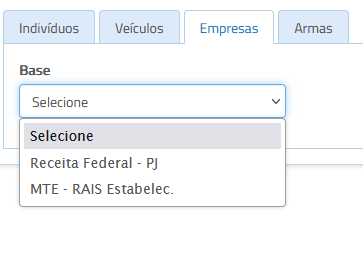 Indivíduos Veículos Empresas Armas
Base
Selecione
Selecione
Receita Federal - PJ
MTE - RAIS Estabelec.